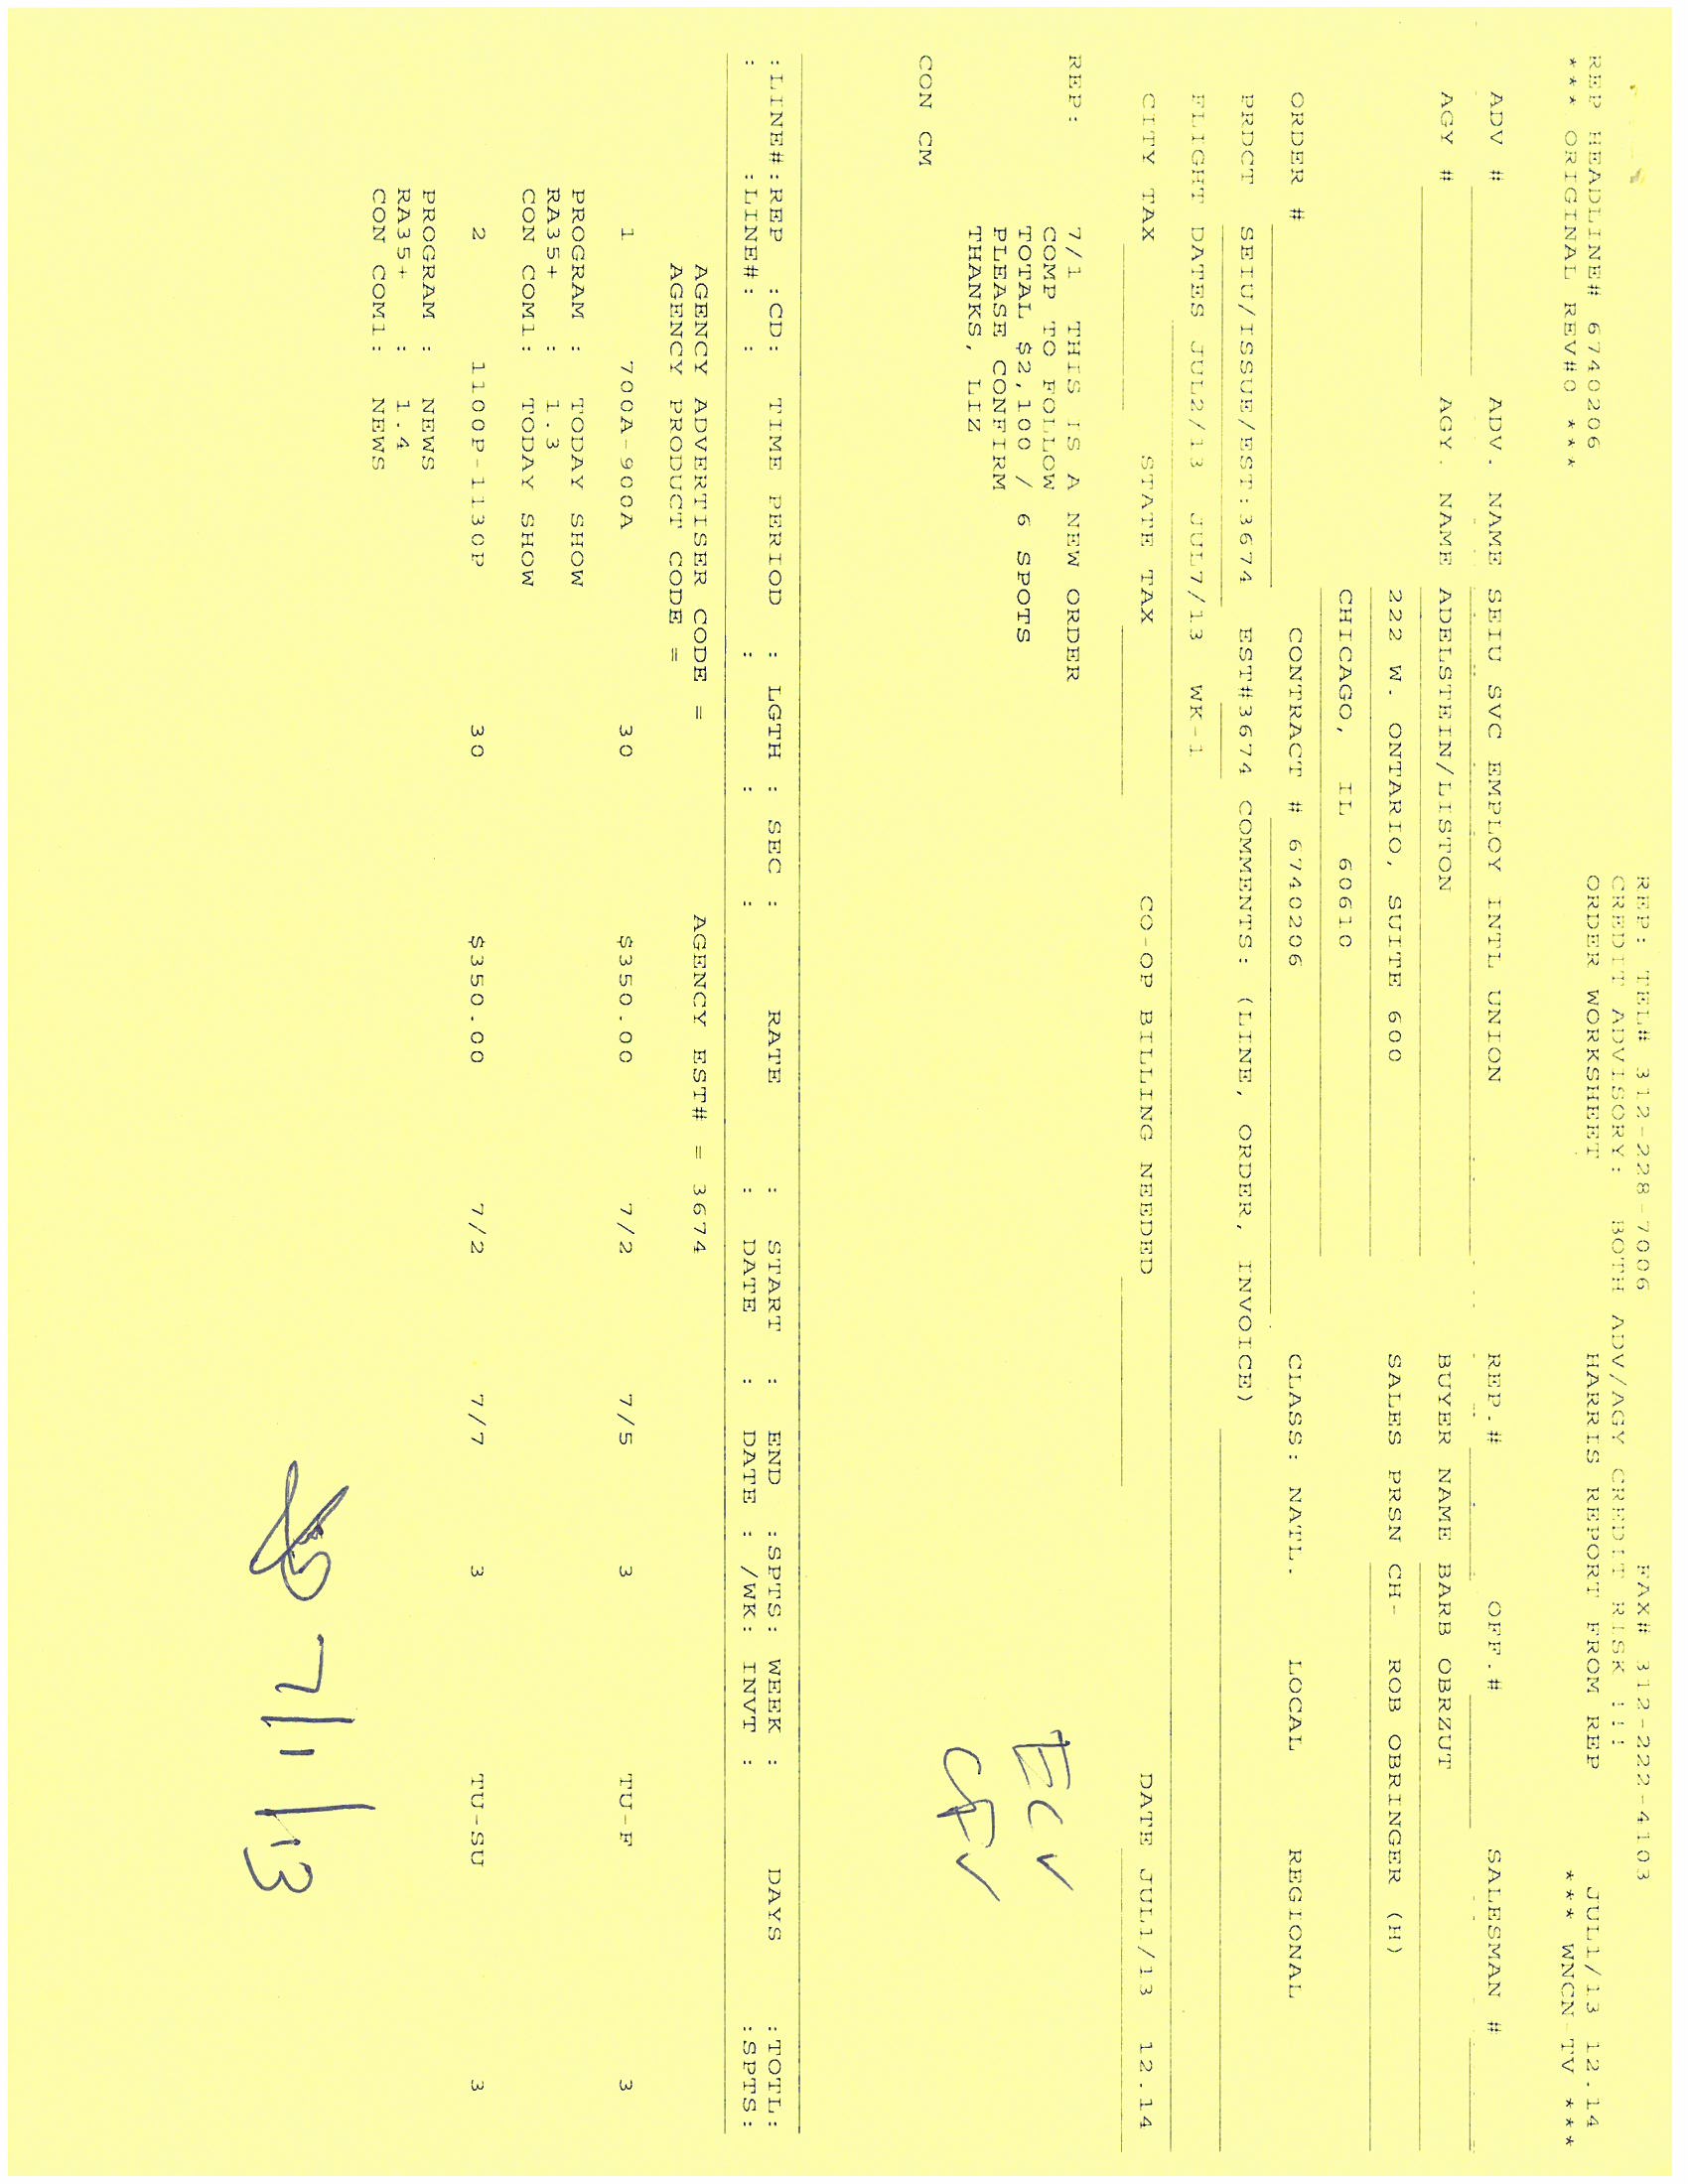 REP: TEL# 312-228-7006 FAX# 312-222-4103
CREDIT ADVISORY: BOTH ADV/AGY CREDIT RISK !!!
REP HEADLINE# 6740206 ORDER WORKSHEET HARRIS REPORT FROM REP JUL1/13 12.14
*** ORIGINAL REV#0 *** *** WNCN-TV ***
ADV # ADV. NAME SEIU SVC EMPLOY INTL UNION REP.# OFF.# SALESMAN #
AGY # AGY. NAME ADELSTEIN/LISTON BUYER NAME BARB OBRZUT
222 W. ONTARIO, SUITE 600 SALES PRSN CH- ROB OBRINGER (H)
CHICAGO, IL 60610
ORDER # CONTRACT # 6740206 CLASS: NATL. LOCAL REGIONAL
PRDCT SEIU/ISSUE/EST:3674 EST#3674 COMMENTS: (LINE, ORDER, INVOICE)
FLIGHT DATES JUL2/13 JUL7/13 WK-1
CITY TAX STATE TAX CO-OP BILLING NEEDED DATE JUL1/13 12.14
REP: 7/1 THIS IS A NEW ORDER
COMP TO FOLLOW
TOTAL $2,100 / 6 SPOTS
PLEASE CONFIRM
THANKS, LIZ
CON CM
:LINE#:REP :CD: TIME PERIOD : LGTH : SEC : RATE : START : END :SPTS: WEEK : DAYS :TOTL:
: :LINE#: : : : : : DATE : DATE : /WK: INVT : :SPTS:
AGENCY ADVERTISER CODE = AGENCY EST# = 3674
AGENCY PRODUCT CODE =
1 700A-900A 30 $350.00 7/2 7/5 3 TU-F 3
PROGRAM : TODAY SHOW
RA35+ : 1.3
CON COM1: TODAY SHOW
2 1100P-1130P 30 $350.00 7/2 7/7 3 TU-SU 3
PROGRAM : NEWS
RA35+ : 1.4
CON COM1: NEWS
7/1/13